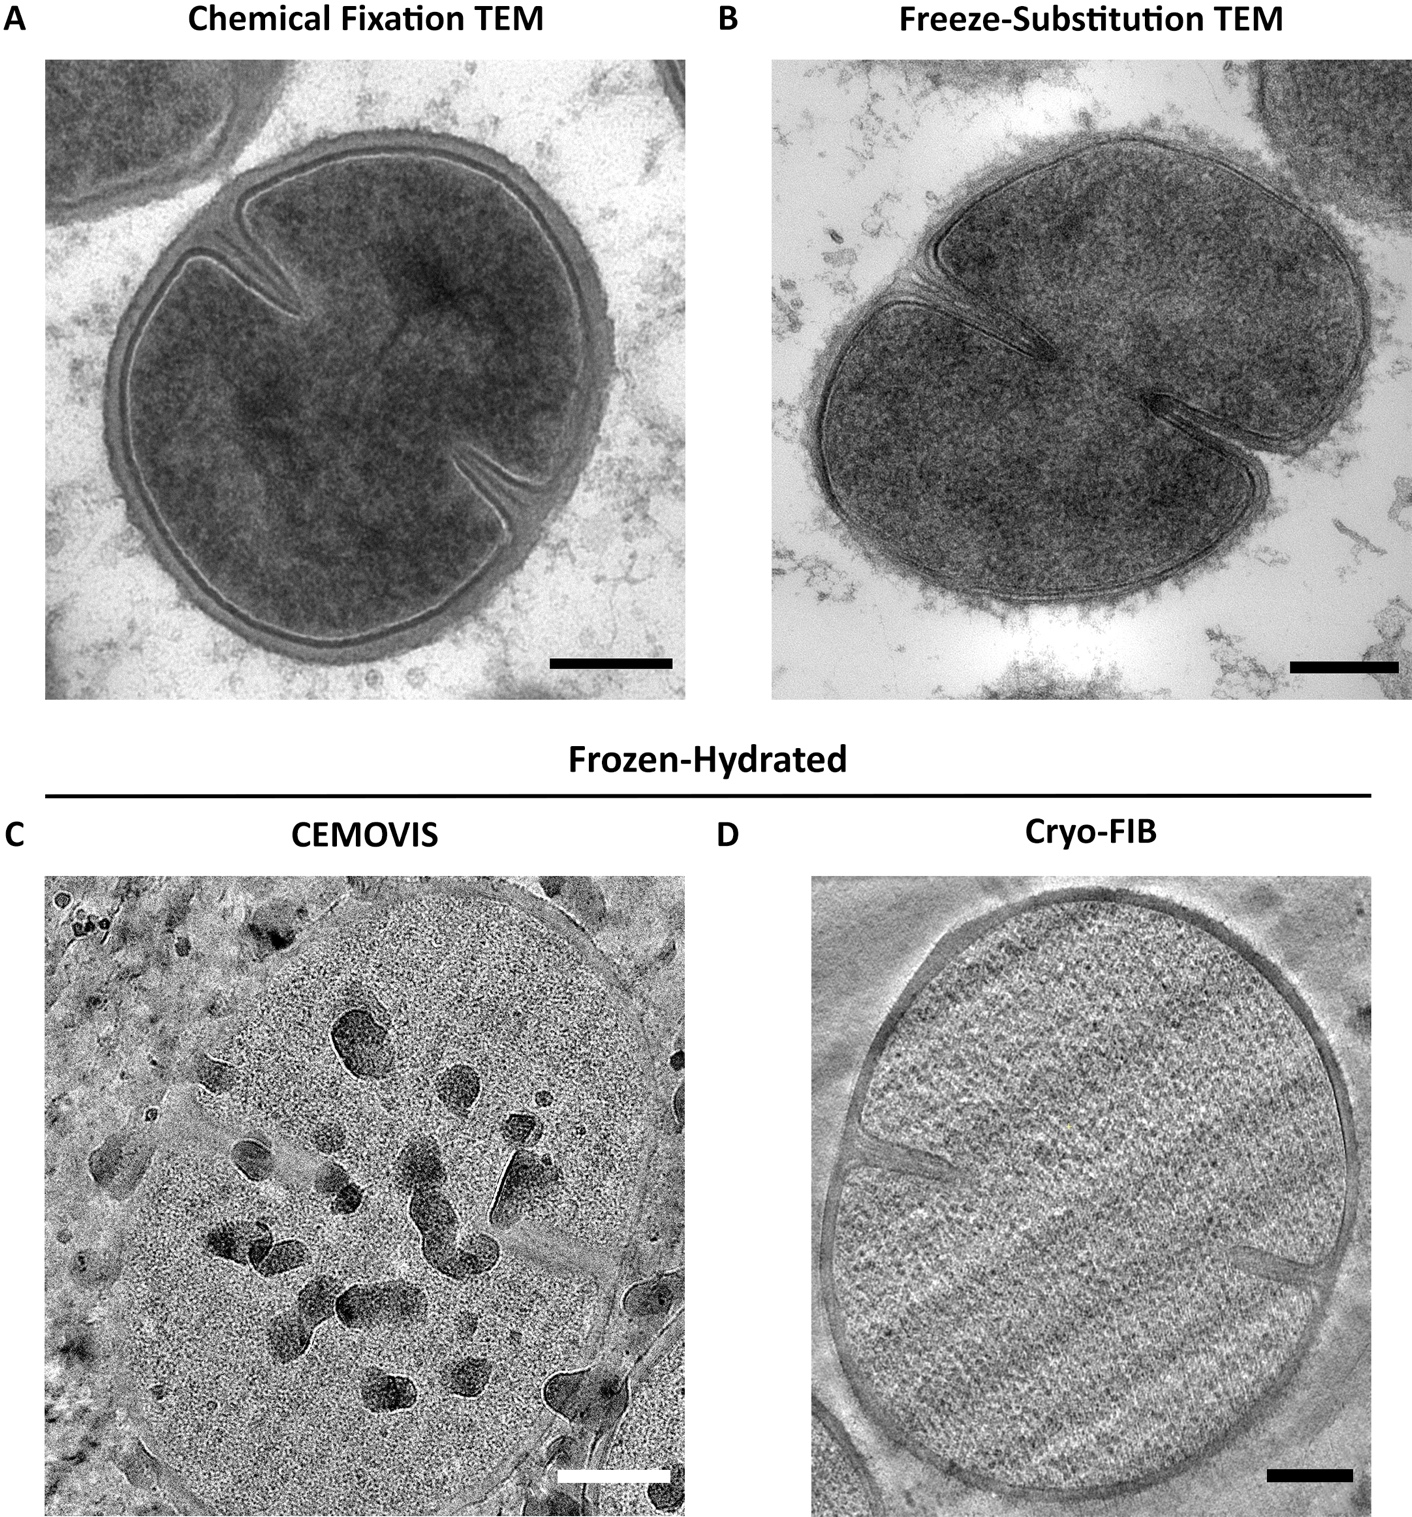 A Chemical Fixation TEM
B Freeze-Substitution TEM
Frozen-Hydrated
C CEMOVIS
D Cryo-FIB